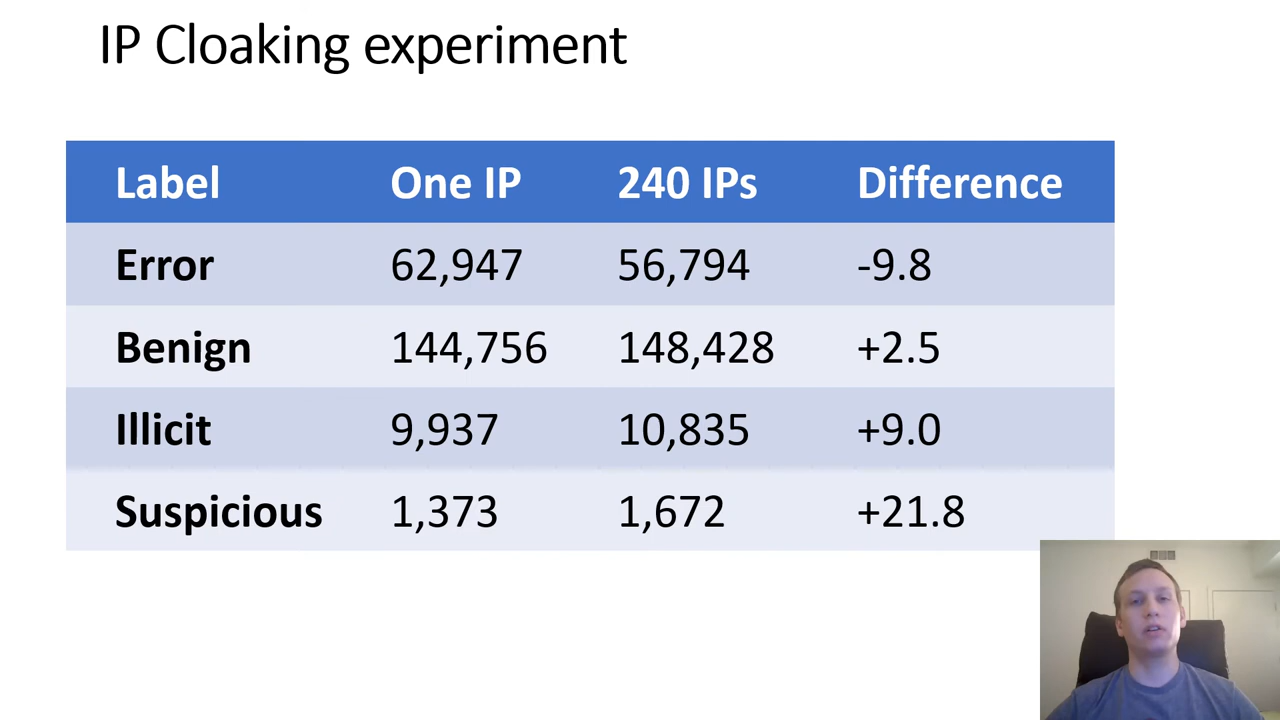 IP Cloaking experiment
Label One IP 240 IPs Difference
Error 62,947 56,794 -9.8
Benign 144,756 148,428 +2.5
Illicit 9,937 10,835 +9.0
Suspicious 1,373 1,672 +21.8